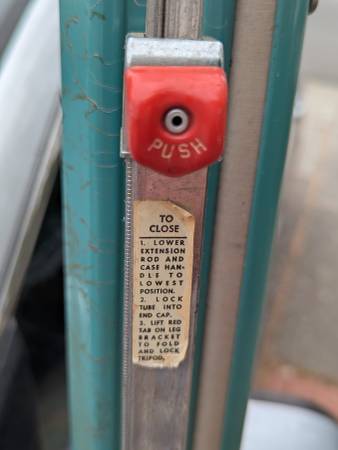 PUSH
TO
CLOSE
1. LOWER
EXTENSION
ROD AND
CASE HAN-
DLE TO
LOWEST
POSITION.
2. LOCK
TUBE INTO
END CAP.
3. LIFT RED
TAB ON LEG
BRACKET
TO FOLD
AND LOCK
TRIPOD.